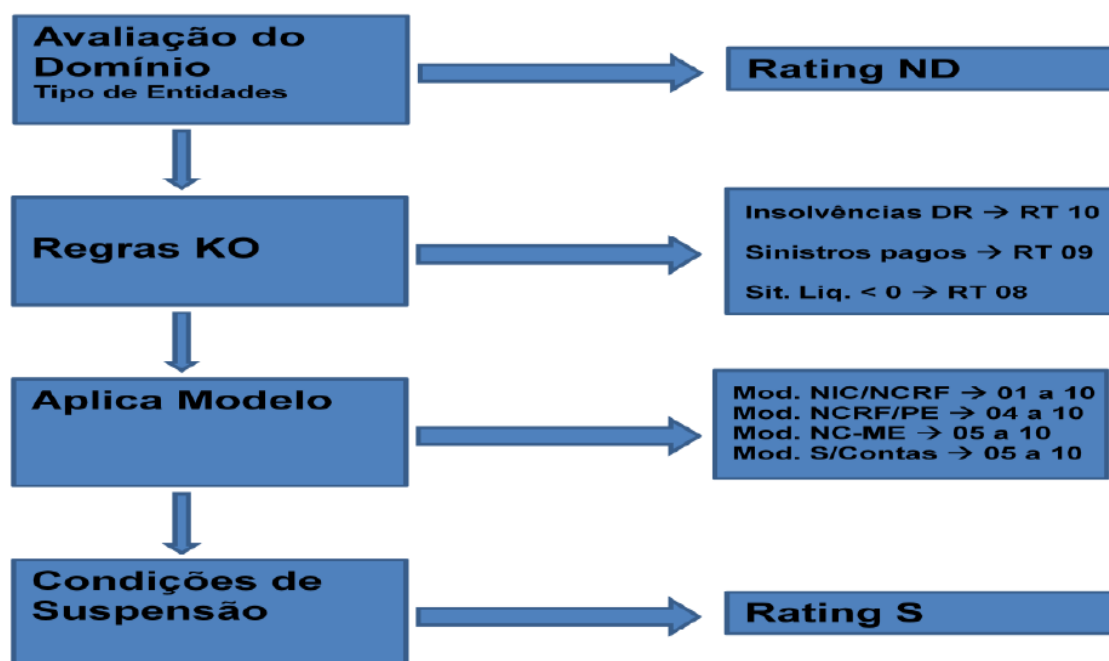 Avaliação do
Domínio
Tipo de Entidades
Rating ND
Regras KO
Insolvências DR → RT 10
Sinistros pagos → RT 09
Sit. Liq. < 0 → RT 08
Aplica Modelo
Mod. NIC/NCRF → 01 a 10
Mod. NCRF/PE → 04 a 10
Mod. NC-ME → 05 a 10
Mod. S/Contas → 05 a 10
Condições de
Suspensão
Rating S